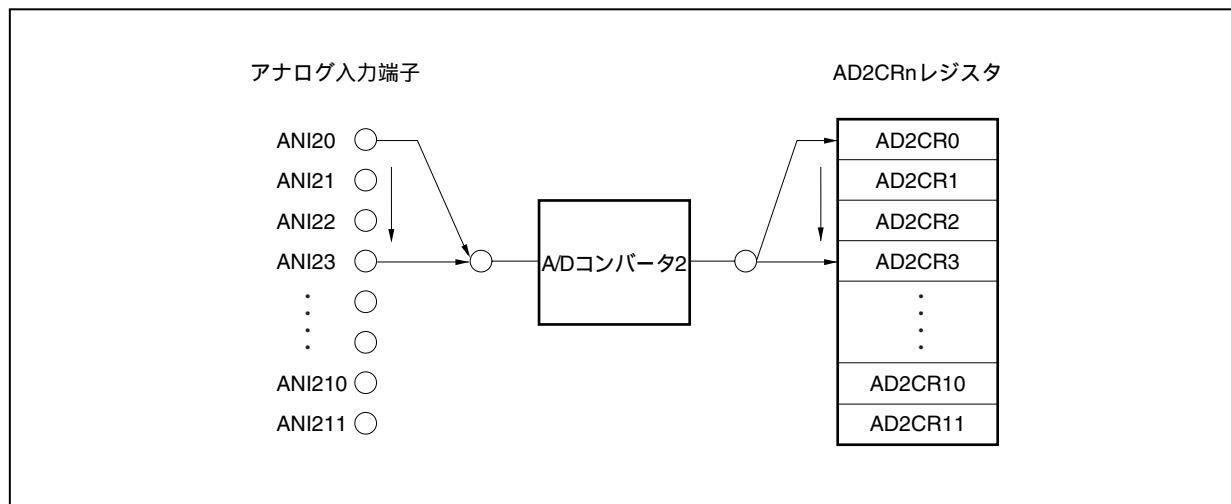 アナログ入力端子
AD2CRnレジスタ
ANI20
ANI21
ANI22
ANI23
ANI210
ANI211
A/Dコンバータ2
AD2CR0
AD2CR1
AD2CR2
AD2CR3
AD2CR10
AD2CR11